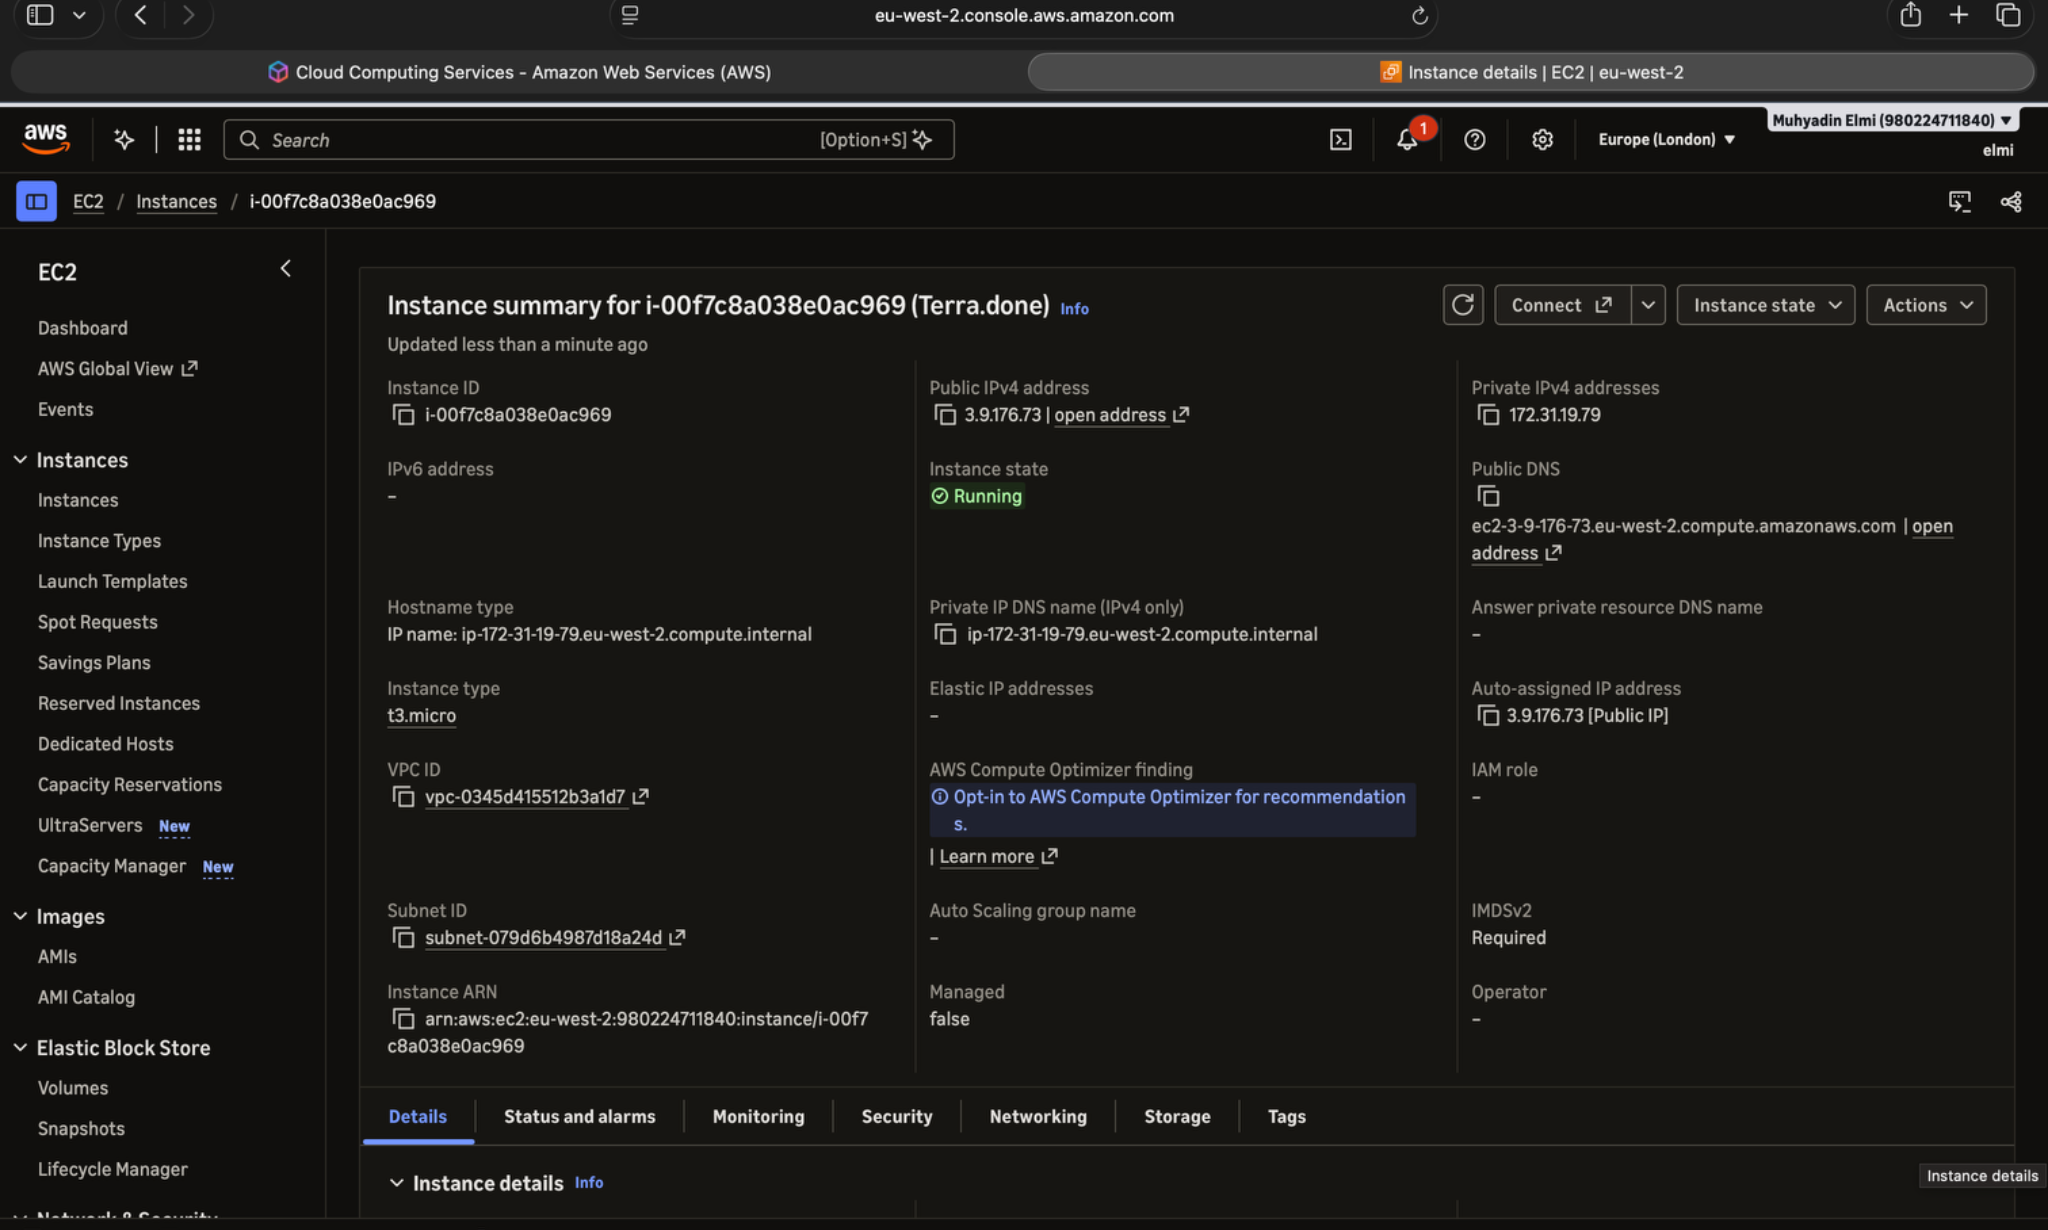 eu-west-2.console.aws.amazon.com
Cloud Computing Services - Amazon Web Services (AWS)
Instance details | EC2 | eu-west-2
aws
Search
[Option+S]
1
Europe (London)
Muhyadin Elmi (980224711840)
elmi
EC2 / Instances / i-00f7c8a038e0ac969
EC2
Dashboard
AWS Global View
Events
Instances
Instances
Instance Types
Launch Templates
Spot Requests
Savings Plans
Reserved Instances
Dedicated Hosts
Capacity Reservations
UltraServers New
Capacity Manager New
Images
AMIs
AMI Catalog
Elastic Block Store
Volumes
Snapshots
Lifecycle Manager
Network & Security
Instance summary for i-00f7c8a038e0ac969 (Terra.done) Info
Updated less than a minute ago
Connect
Instance state
Actions
Instance ID
i-00f7c8a038e0ac969
Public IPv4 address
3.9.176.73 | open address
Private IPv4 addresses
172.31.19.79
IPv6 address
–
Instance state
Running
Public DNS
ec2-3-9-176-73.eu-west-2.compute.amazonaws.com | open
address
Hostname type
IP name: ip-172-31-19-79.eu-west-2.compute.internal
Private IP DNS name (IPv4 only)
ip-172-31-19-79.eu-west-2.compute.internal
Answer private resource DNS name
–
Instance type
t3.micro
Elastic IP addresses
–
Auto-assigned IP address
3.9.176.73 [Public IP]
VPC ID
vpc-0345d415512b3a1d7
AWS Compute Optimizer finding
Opt-in to AWS Compute Optimizer for recommendation
s.
| Learn more
IAM role
–
Subnet ID
subnet-079d6b4987d18a24d
Auto Scaling group name
–
IMDSv2
Required
Instance ARN
arn:aws:ec2:eu-west-2:980224711840:instance/i-00f7
c8a038e0ac969
Managed
false
Operator
–
Details
Status and alarms
Monitoring
Security
Networking
Storage
Tags
Instance details Info
Instance details